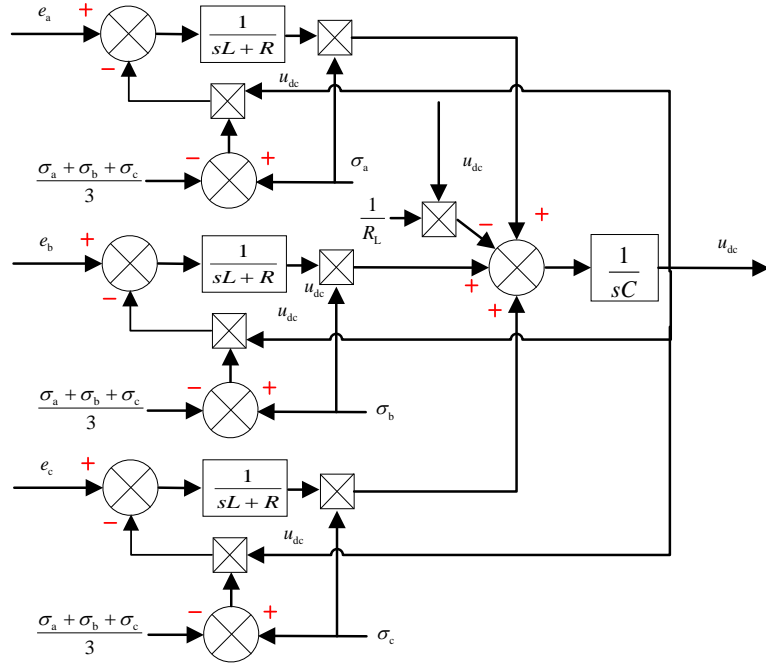 e_a + 1/(sL + R)
−
u_dc
(σ_a + σ_b + σ_c)/3 − + σ_a
u_dc
1/R_L − +
e_b + 1/(sL + R) + 1/(sC) u_dc
− u_dc +
u_dc
(σ_a + σ_b + σ_c)/3 − + σ_b
e_c + 1/(sL + R)
−
u_dc
(σ_a + σ_b + σ_c)/3 − + σ_c